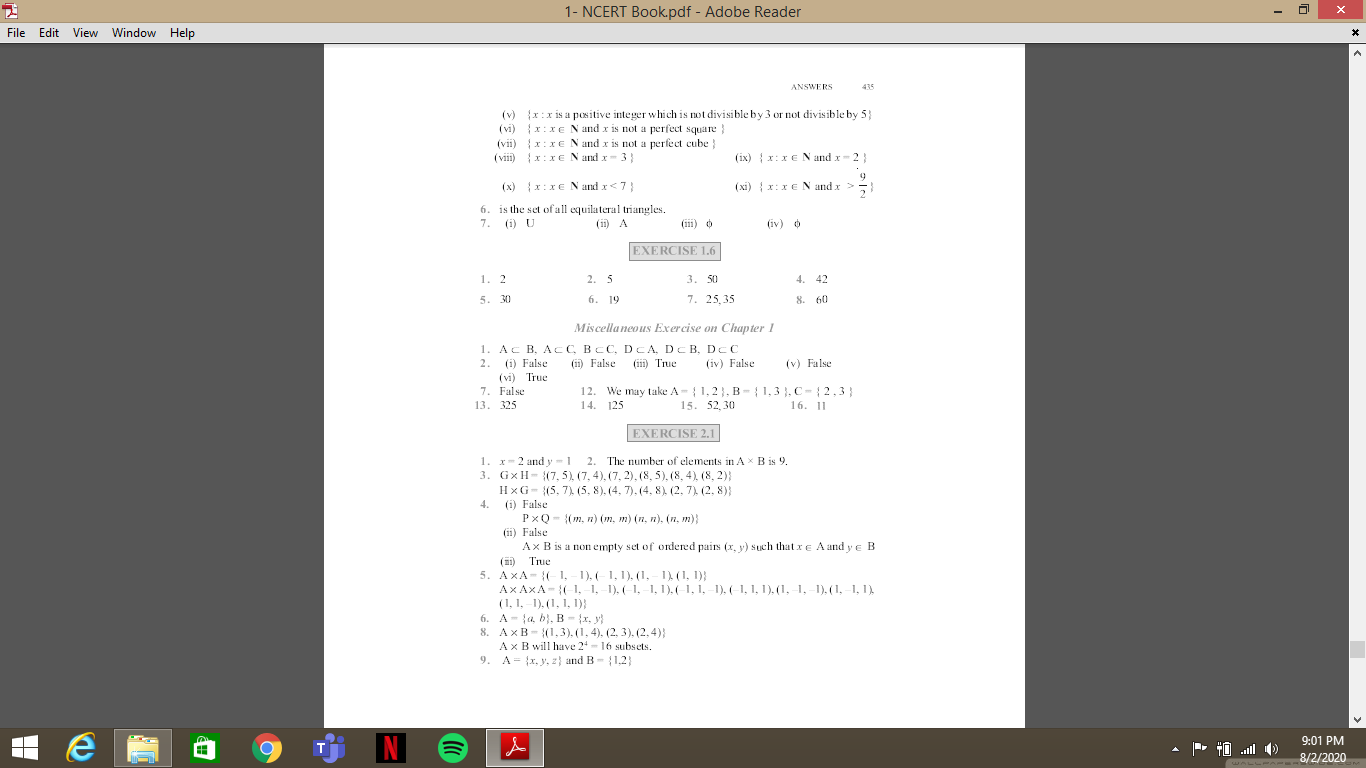 1- NCERT Book.pdf - Adobe Reader
File Edit View Window Help
ANSWERS 435
(v) {x : x is a positive integer which is not divisible by 3 or not divisible by 5}
(vi) { x : x ∈ N and x is not a perfect square }
(vii) { x : x ∈ N and x is not a perfect cube }
(viii) { x : x ∈ N and x = 3 } (ix) { x : x ∈ N and x = 2 }
(x) { x : x ∈ N and x < 7 } (xi) { x : x ∈ N and x > 9/2 }
6. is the set of all equilateral triangles.
7. (i) U (ii) A (iii) ϕ (iv) ϕ
EXERCISE 1.6
1. 2 2. 5 3. 50 4. 42
5. 30 6. 19 7. 25, 35 8. 60
Miscellaneous Exercise on Chapter 1
1. A ⊂ B, A ⊂ C, B ⊂ C, D ⊂ A, D ⊂ B, D ⊂ C
2. (i) False (ii) False (iii) True (iv) False (v) False
(vi) True
7. False 12. We may take A = { 1, 2 }, B = { 1, 3 }, C = { 2 , 3 }
13. 325 14. 125 15. 52, 30 16. 11
EXERCISE 2.1
1. x = 2 and y = 1 2. The number of elements in A × B is 9.
3. G × H = {(7, 5), (7, 4), (7, 2), (8, 5), (8, 4), (8, 2)}
H × G = {(5, 7), (5, 8), (4, 7), (4, 8), (2, 7), (2, 8)}
4. (i) False
P × Q = {(m, n) (m, m) (n, n), (n, m)}
(ii) False
A × B is a non empty set of ordered pairs (x, y) such that x ∈ A and y ∈ B
(iii) True
5. A × A = {(– 1, – 1), (– 1, 1), (1, – 1), (1, 1)}
A × A × A = {(–1, –1, –1), (–1, –1, 1), (–1, 1, –1), (–1, 1, 1), (1, –1, –1), (1, –1, 1),
(1, 1, –1), (1, 1, 1)}
6. A = {a, b}, B = {x, y}
8. A × B = {(1, 3), (1, 4), (2, 3), (2, 4)}
A × B will have 2⁴ = 16 subsets.
9. A = {x, y, z} and B = {1,2}
9:01 PM
8/2/2020